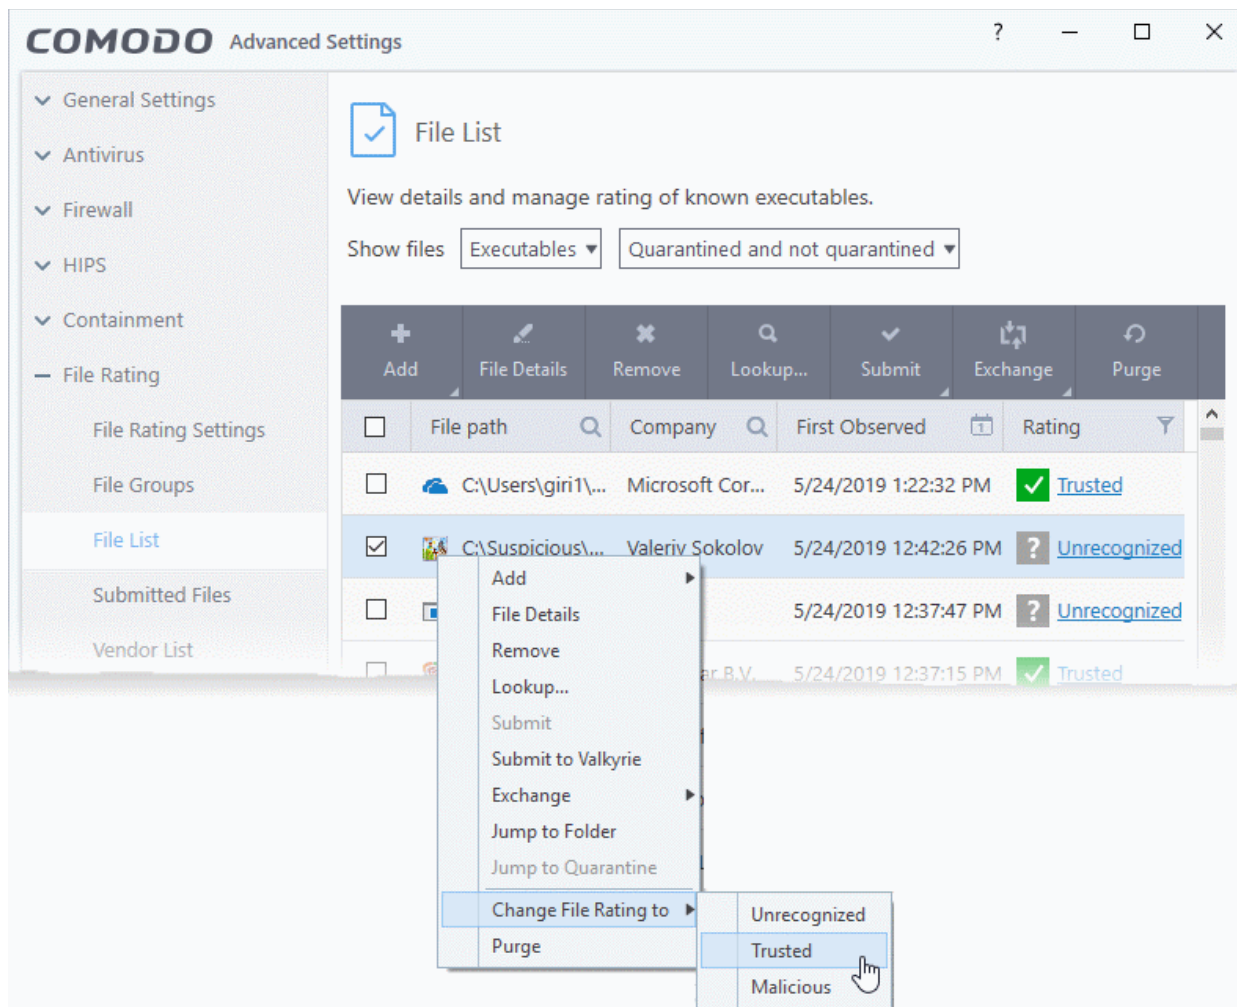 COMODO Advanced Settings ?
General Settings
Antivirus
Firewall
HIPS
Containment
File Rating
File Rating Settings
File Groups
File List
Submitted Files
Vendor List
File List
View details and manage rating of known executables.
Show files Executables Quarantined and not quarantined
Add File Details Remove Lookup... Submit Exchange Purge
File path Company First Observed 1 Rating
C:\Users\giri1\... Microsoft Cor... 5/24/2019 1:22:32 PM Trusted
C:\Suspicious\... Valeriy Sokolov 5/24/2019 12:42:26 PM ? Unrecognized
5/24/2019 12:37:47 PM ? Unrecognized
ar B.V. 5/24/2019 12:37:15 PM Trusted
Add
File Details
Remove
Lookup...
Submit
Submit to Valkyrie
Exchange
Jump to Folder
Jump to Quarantine
Change File Rating to
Purge
Unrecognized
Trusted
Malicious